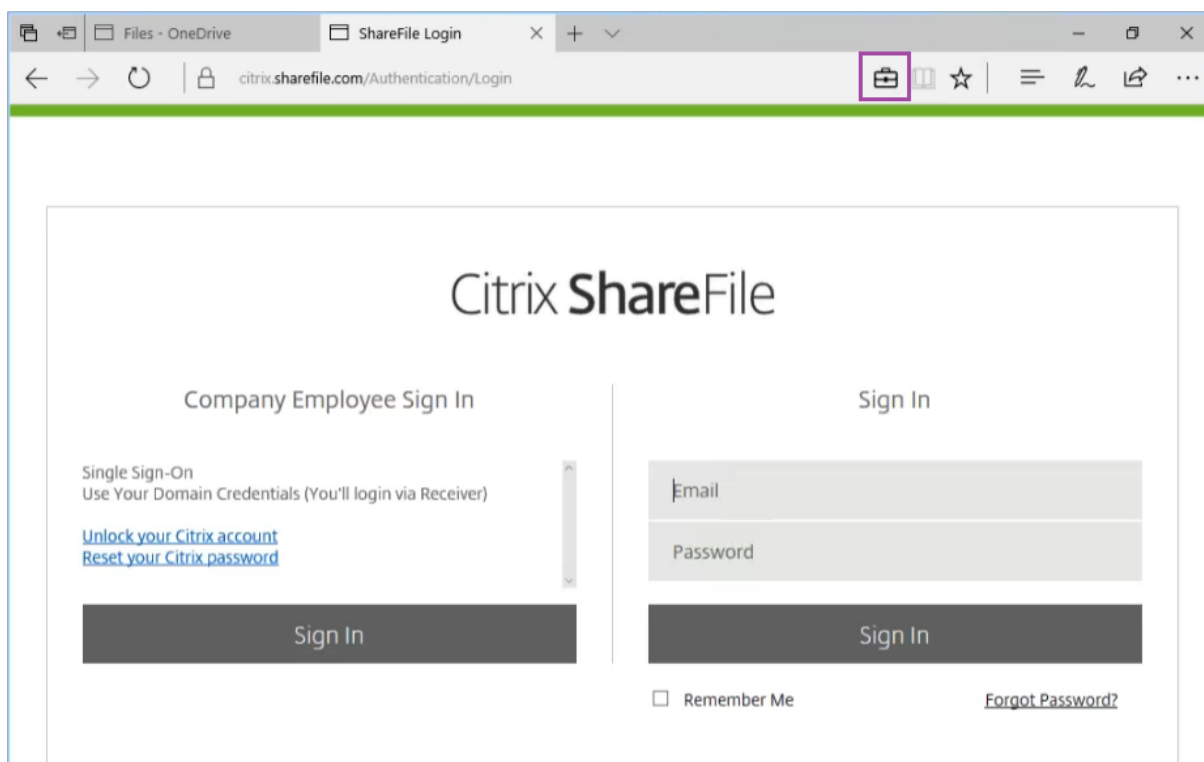 Files - OneDrive
ShareFile Login
citrix.sharefile.com/Authentication/Login
Citrix ShareFile
Company Employee Sign In
Single Sign-On
Use Your Domain Credentials (You'll login via Receiver)
Unlock your Citrix account
Reset your Citrix password
Sign In
Sign In
Email
Password
Sign In
Remember Me
Forgot Password?